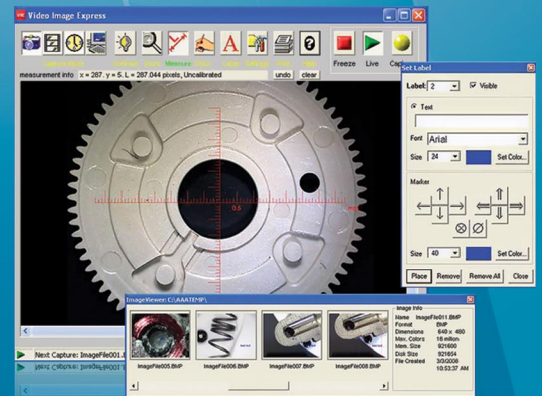 Video Image Express
Measure
Freeze Live
measurement info x = 287. y = 5. L = 287.044 pixels, Uncalibrated undo clear
0.5
Next Capture: ImageFile001.B
Set Label
Label: 2 Visible
Text
Font Arial
Size 24 Set Color...
Marker
Size 40 Set Color...
Place Remove Remove All Close
ImageViewer: C:\AAATEMP\
ImageFile005.BMP ImageFile006.BMP ImageFile007.BMP ImageFile008.BMP
Image Info
Name ImageFile011.BMP
Format BMP
Dimensions 640 x 480
Max. Colors 16 million
Mem. Size 921600
Disk Size 921654
File Created 3/3/2008
10:53:37 AM